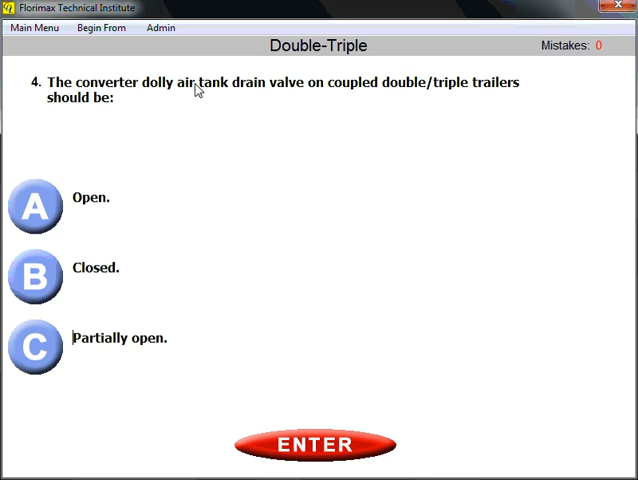 Florimax Technical Institute
Main Menu Begin From Admin
Double-Triple Mistakes: 0
4. The converter dolly air tank drain valve on coupled double/triple trailers
should be:
A Open.
B Closed.
C Partially open.
ENTER